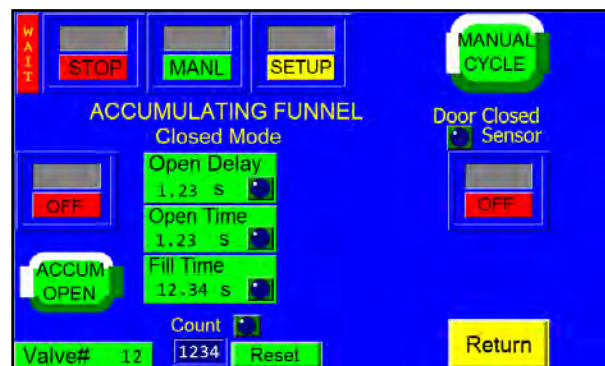 WAIT
STOP
MANL
SETUP
MANUAL
CYCLE
ACCUMULATING FUNNEL
Closed Mode
Door Closed
Sensor
OFF
Open Delay
1.23 s
Open Time
1.23 s
Fill Time
12.34 s
OFF
ACCUM
OPEN
Count
1234
Reset
Valve# 12
Return